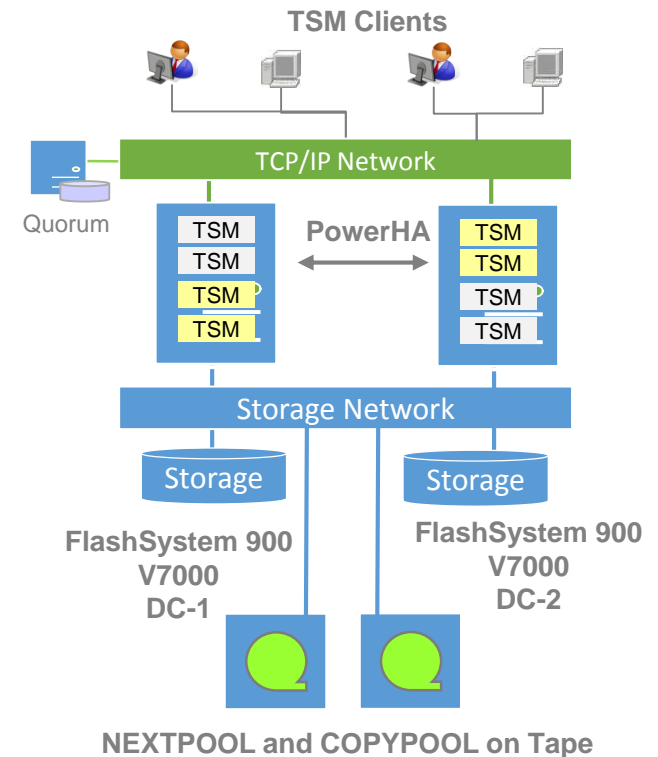 TSM Clients
TCP/IP Network
Quorum
TSM
TSM
TSM
TSM
PowerHA
TSM
TSM
TSM
TSM
Storage Network
Storage
Storage
FlashSystem 900
V7000
DC-1
FlashSystem 900
V7000
DC-2
NEXTPOOL and COPYPOOL on Tape